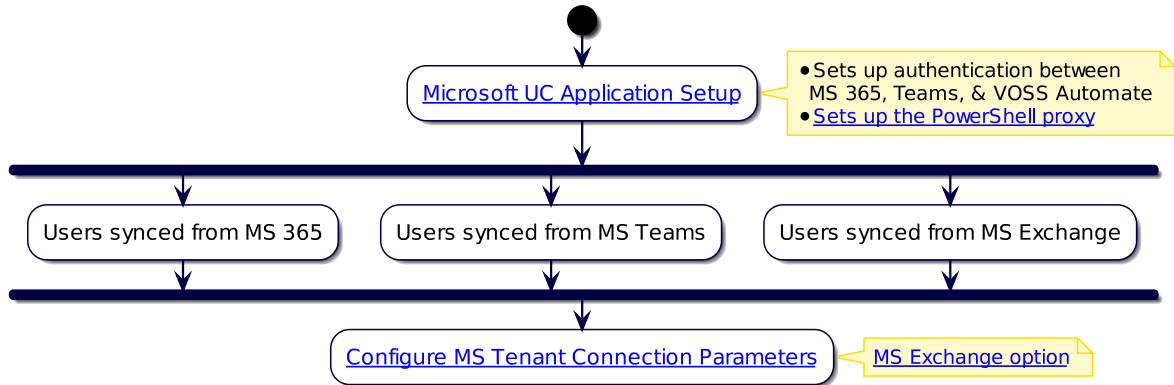 Microsoft UC Application Setup
•Sets up authentication between
MS 365, Teams, & VOSS Automate
•Sets up the PowerShell proxy
Users synced from MS 365
Users synced from MS Teams
Users synced from MS Exchange
Configure MS Tenant Connection Parameters
MS Exchange option